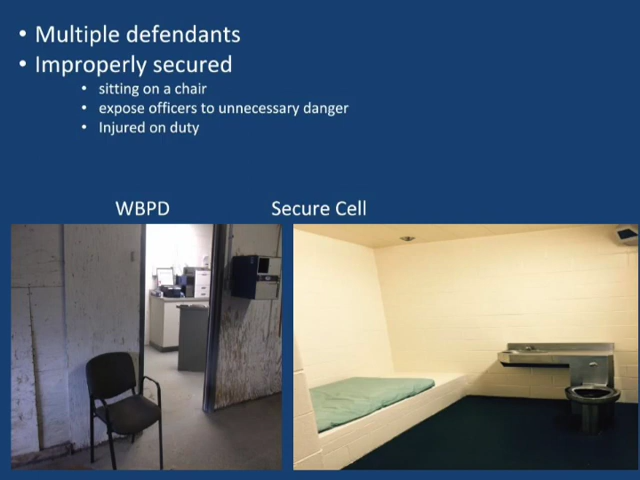 • Multiple defendants
• Improperly secured
• sitting on a chair
• expose officers to unnecessary danger
• Injured on duty
WBPD Secure Cell